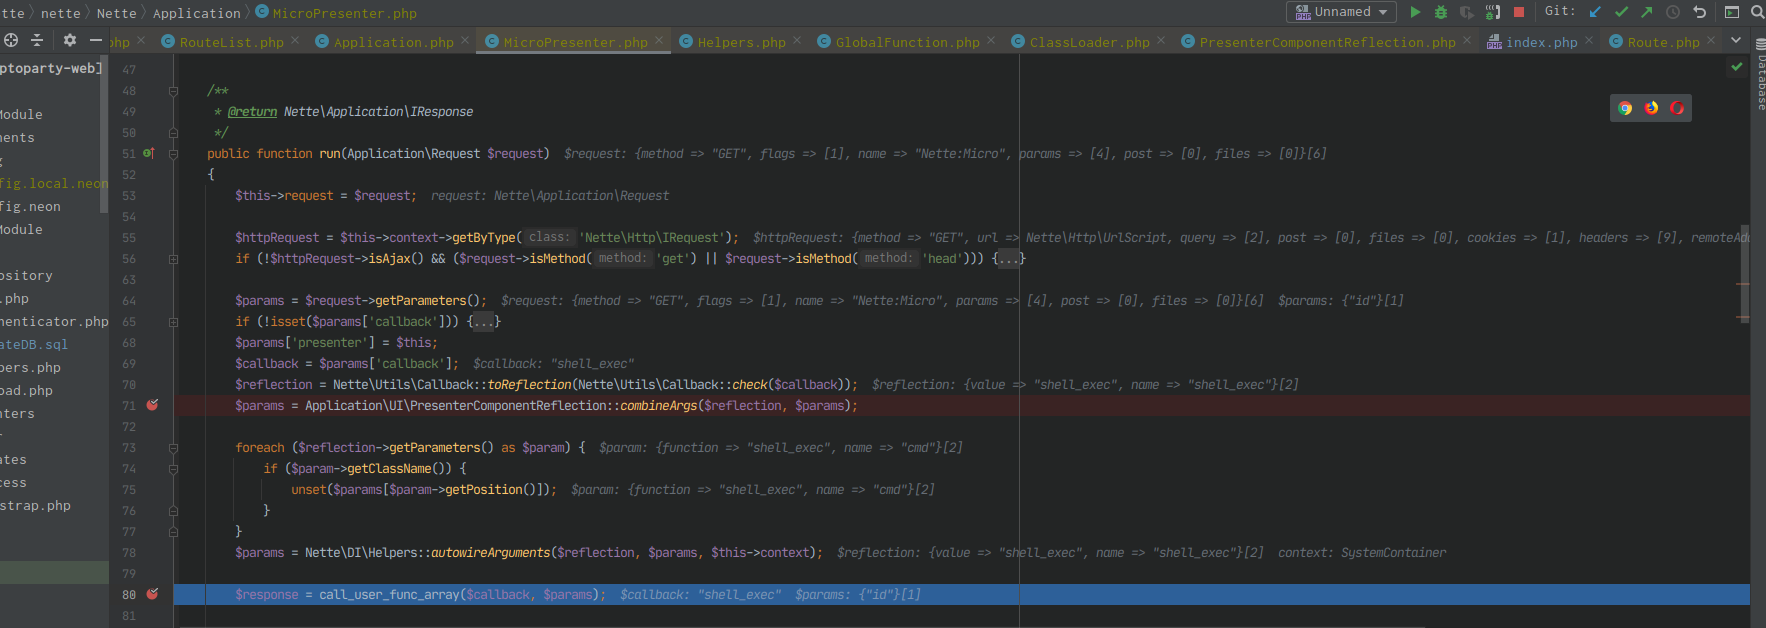 tte 〉 nette 〉 Nette 〉 Application 〉 MicroPresenter.php
Unnamed Git:
php RouteList.php Application.php MicroPresenter.php Helpers.php GlobalFunction.php ClassLoader.php PresenterComponentReflection.php index.php Route.php
ptoparty-web]
Module
nents
g
fig.local.neon
fig.neon
Module
ository
.php
nenticator.php
ateDB.sql
pers.php
oad.php
nters
r
ates
cess
strap.php
Database
47
48 /**
49 * @return Nette\Application\IResponse
50 */
51 public function run(Application\Request $request) $request: {method => "GET", flags => [1], name => "Nette:Micro", params => [4], post => [0], files => [0]}[6]
52 {
53 $this->request = $request; request: Nette\Application\Request
54
55 $httpRequest = $this->context->getByType( class: 'Nette\Http\IRequest'); $httpRequest: {method => "GET", url => Nette\Http\UrlScript, query => [2], post => [0], files => [0], cookies => [1], headers => [9], remoteAdd
56 if (!$httpRequest->isAjax() && ($request->isMethod( method: 'get') || $request->isMethod( method: 'head'))) {...}
63
64 $params = $request->getParameters(); $request: {method => "GET", flags => [1], name => "Nette:Micro", params => [4], post => [0], files => [0]}[6] $params: {"id"}[1]
65 if (!isset($params['callback'])) {...}
68 $params['presenter'] = $this;
69 $callback = $params['callback']; $callback: "shell_exec"
70 $reflection = Nette\Utils\Callback::toReflection(Nette\Utils\Callback::check($callback)); $reflection: {value => "shell_exec", name => "shell_exec"}[2]
71 $params = Application\UI\PresenterComponentReflection::combineArgs($reflection, $params);
72
73 foreach ($reflection->getParameters() as $param) { $param: {function => "shell_exec", name => "cmd"}[2]
74 if ($param->getClassName()) {
75 unset($params[$param->getPosition()]); $param: {function => "shell_exec", name => "cmd"}[2]
76 }
77 }
78 $params = Nette\DI\Helpers::autowireArguments($reflection, $params, $this->context); $reflection: {value => "shell_exec", name => "shell_exec"}[2] context: SystemContainer
79
80 $response = call_user_func_array($callback, $params); $callback: "shell_exec" $params: {"id"}[1]
81